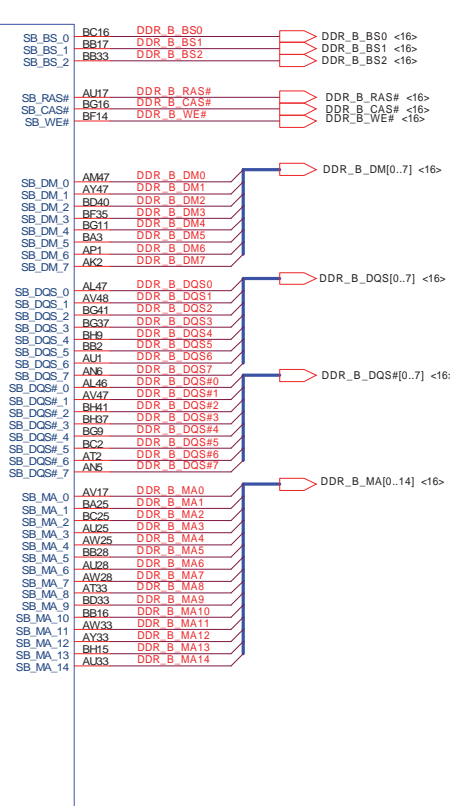 SB_BS_0 BC16 DDR_B_BS0 DDR_B_BS0 <16>
SB_BS_1 BB17 DDR_B_BS1 DDR_B_BS1 <16>
SB_BS_2 BB33 DDR_B_BS2 DDR_B_BS2 <16>
SB_RAS# AU17 DDR_B_RAS# DDR_B_RAS# <16>
SB_CAS# BG16 DDR_B_CAS# DDR_B_CAS# <16>
SB_WE# BF14 DDR_B_WE# DDR_B_WE# <16>
SB_DM_0 AM47 DDR_B_DM0 DDR_B_DM[0..7] <16>
SB_DM_1 AY47 DDR_B_DM1
SB_DM_2 BD40 DDR_B_DM2
SB_DM_3 BF35 DDR_B_DM3
SB_DM_4 BG11 DDR_B_DM4
SB_DM_5 BA3 DDR_B_DM5
SB_DM_6 AP1 DDR_B_DM6
SB_DM_7 AK2 DDR_B_DM7
SB_DQS_0 AL47 DDR_B_DQS0 DDR_B_DQS[0..7] <16>
SB_DQS_1 AV48 DDR_B_DQS1
SB_DQS_2 BG41 DDR_B_DQS2
SB_DQS_3 BG37 DDR_B_DQS3
SB_DQS_4 BH9 DDR_B_DQS4
SB_DQS_5 BB2 DDR_B_DQS5
SB_DQS_6 AU1 DDR_B_DQS6
SB_DQS_7 AN6 DDR_B_DQS7
SB_DQS#_0 AL46 DDR_B_DQS#0 DDR_B_DQS#[0..7] <16>
SB_DQS#_1 AV47 DDR_B_DQS#1
SB_DQS#_2 BH41 DDR_B_DQS#2
SB_DQS#_3 BH37 DDR_B_DQS#3
SB_DQS#_4 BG9 DDR_B_DQS#4
SB_DQS#_5 BC2 DDR_B_DQS#5
SB_DQS#_6 AT2 DDR_B_DQS#6
SB_DQS#_7 AN5 DDR_B_DQS#7
SB_MA_0 AV17 DDR_B_MA0 DDR_B_MA[0..14] <16>
SB_MA_1 BA25 DDR_B_MA1
SB_MA_2 BC25 DDR_B_MA2
SB_MA_3 AU25 DDR_B_MA3
SB_MA_4 AW25 DDR_B_MA4
SB_MA_5 BB28 DDR_B_MA5
SB_MA_6 AU28 DDR_B_MA6
SB_MA_7 AW28 DDR_B_MA7
SB_MA_8 AT33 DDR_B_MA8
SB_MA_9 BD33 DDR_B_MA9
SB_MA_10 BB16 DDR_B_MA10
SB_MA_11 AW33 DDR_B_MA11
SB_MA_12 AY33 DDR_B_MA12
SB_MA_13 BH15 DDR_B_MA13
SB_MA_14 AU33 DDR_B_MA14